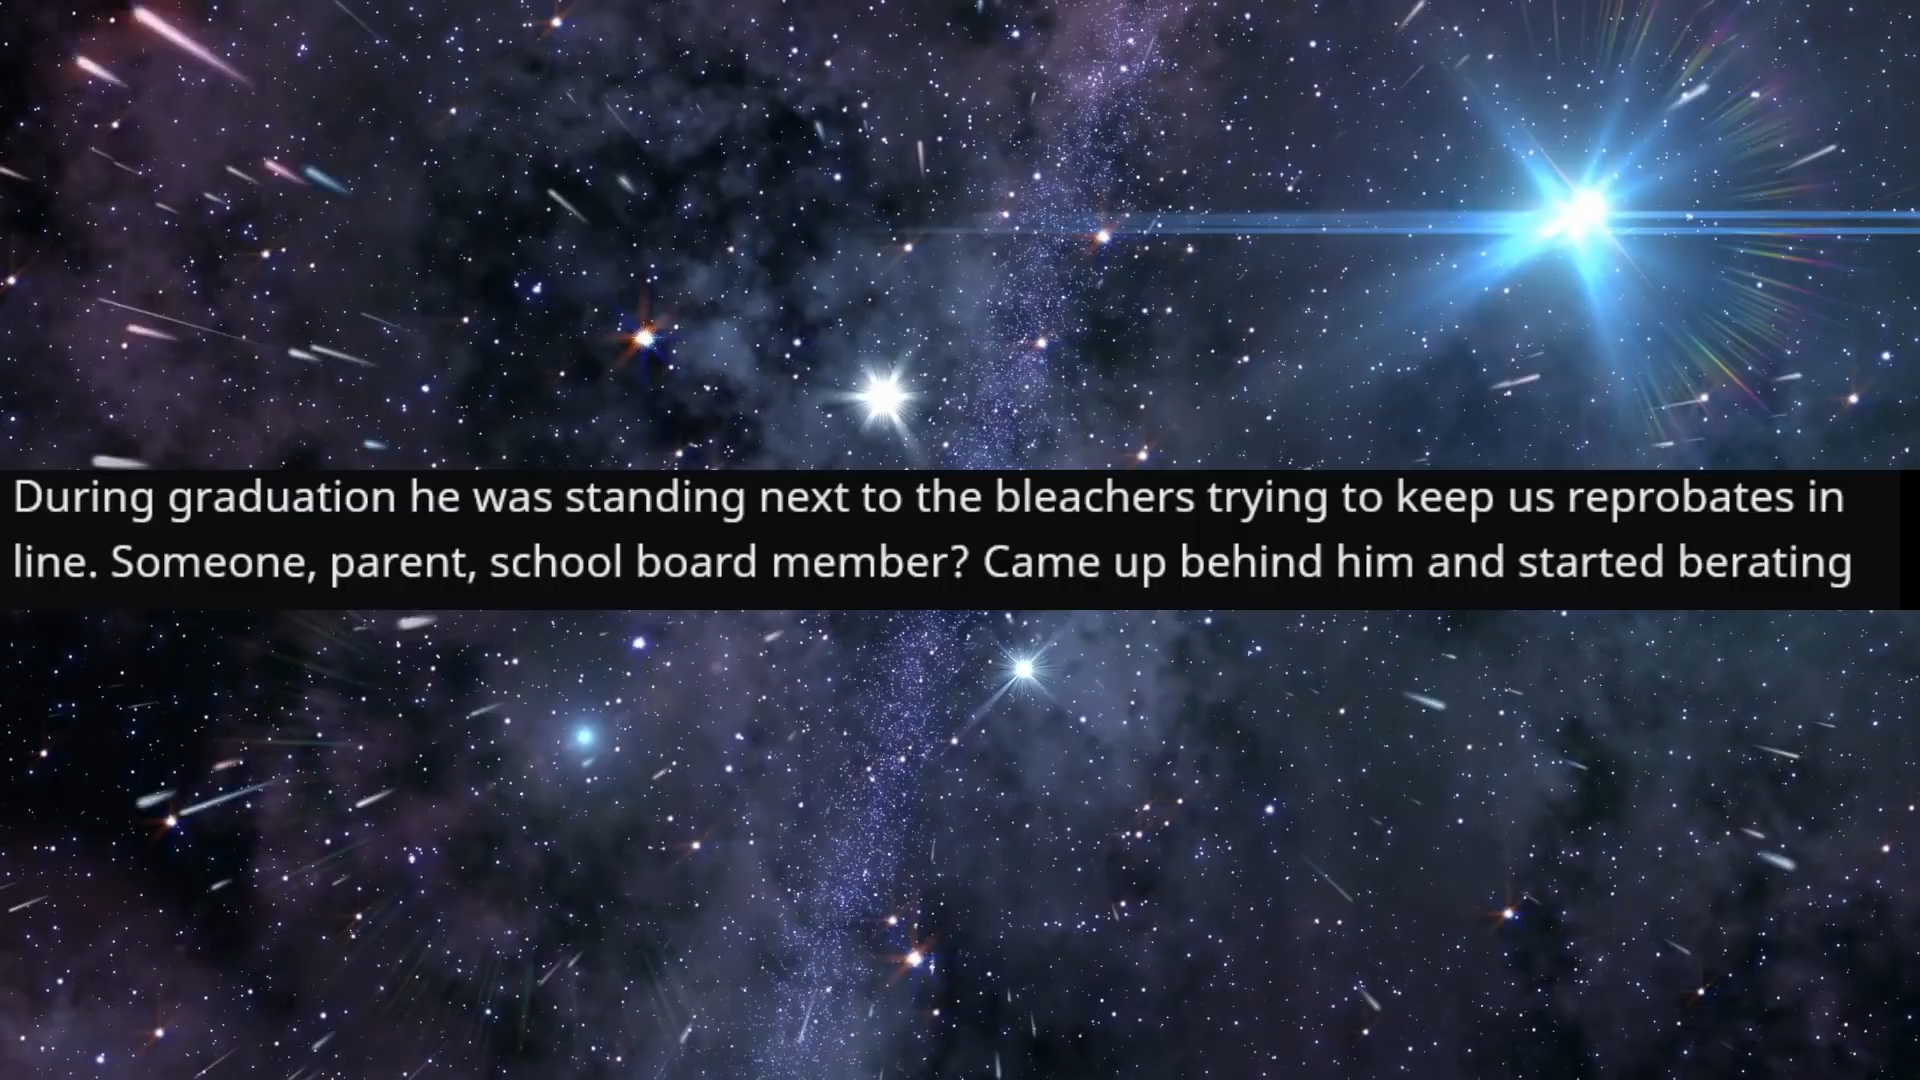 During graduation he was standing next to the bleachers trying to keep us reprobates in
line. Someone, parent, school board member? Came up behind him and started berating